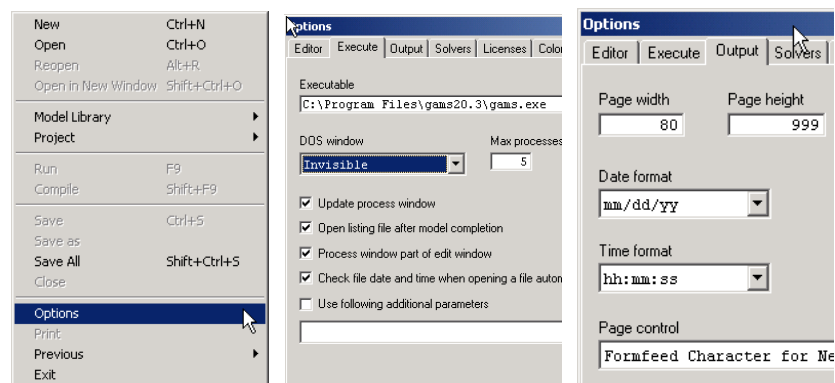 New Ctrl+N
Open Ctrl+O
Reopen Alt+R
Open in New Window Shift+Ctrl+O
Model Library
Project
Run F9
Compile Shift+F9
Save Ctrl+S
Save as
Save All Shift+Ctrl+S
Close
Options
Print
Previous
Exit
Options
Editor Execute Output Solvers Licenses Colo
Executable
C:\Program Files\gams20.3\gams.exe
DOS window Max processes
Invisible 5
Update process window
Open listing file after model completion
Process window part of edit window
Check file date and time when opening a file autom
Use following additional parameters
Options
Editor Execute Output Solvers
Page width Page height
80 999
Date format
mm/dd/yy
Time format
hh:mm:ss
Page control
Formfeed Character for Ne